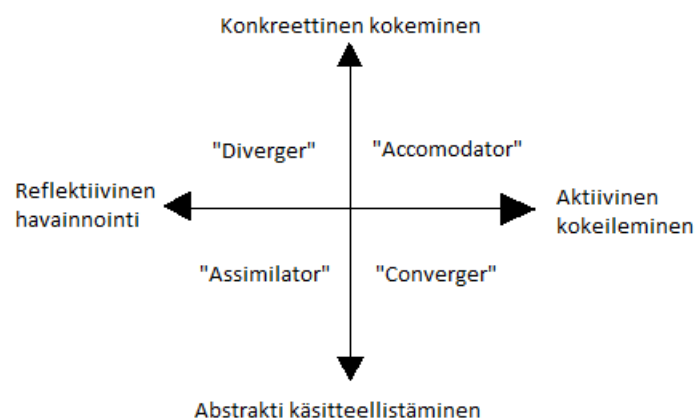 Konkreettinen kokeminen
"Diverger"
"Accomodator"
Reflektiivinen
havainnointi
Aktiivinen
kokeileminen
"Assimilator"
"Converger"
Abstrakti käsitteellistäminen